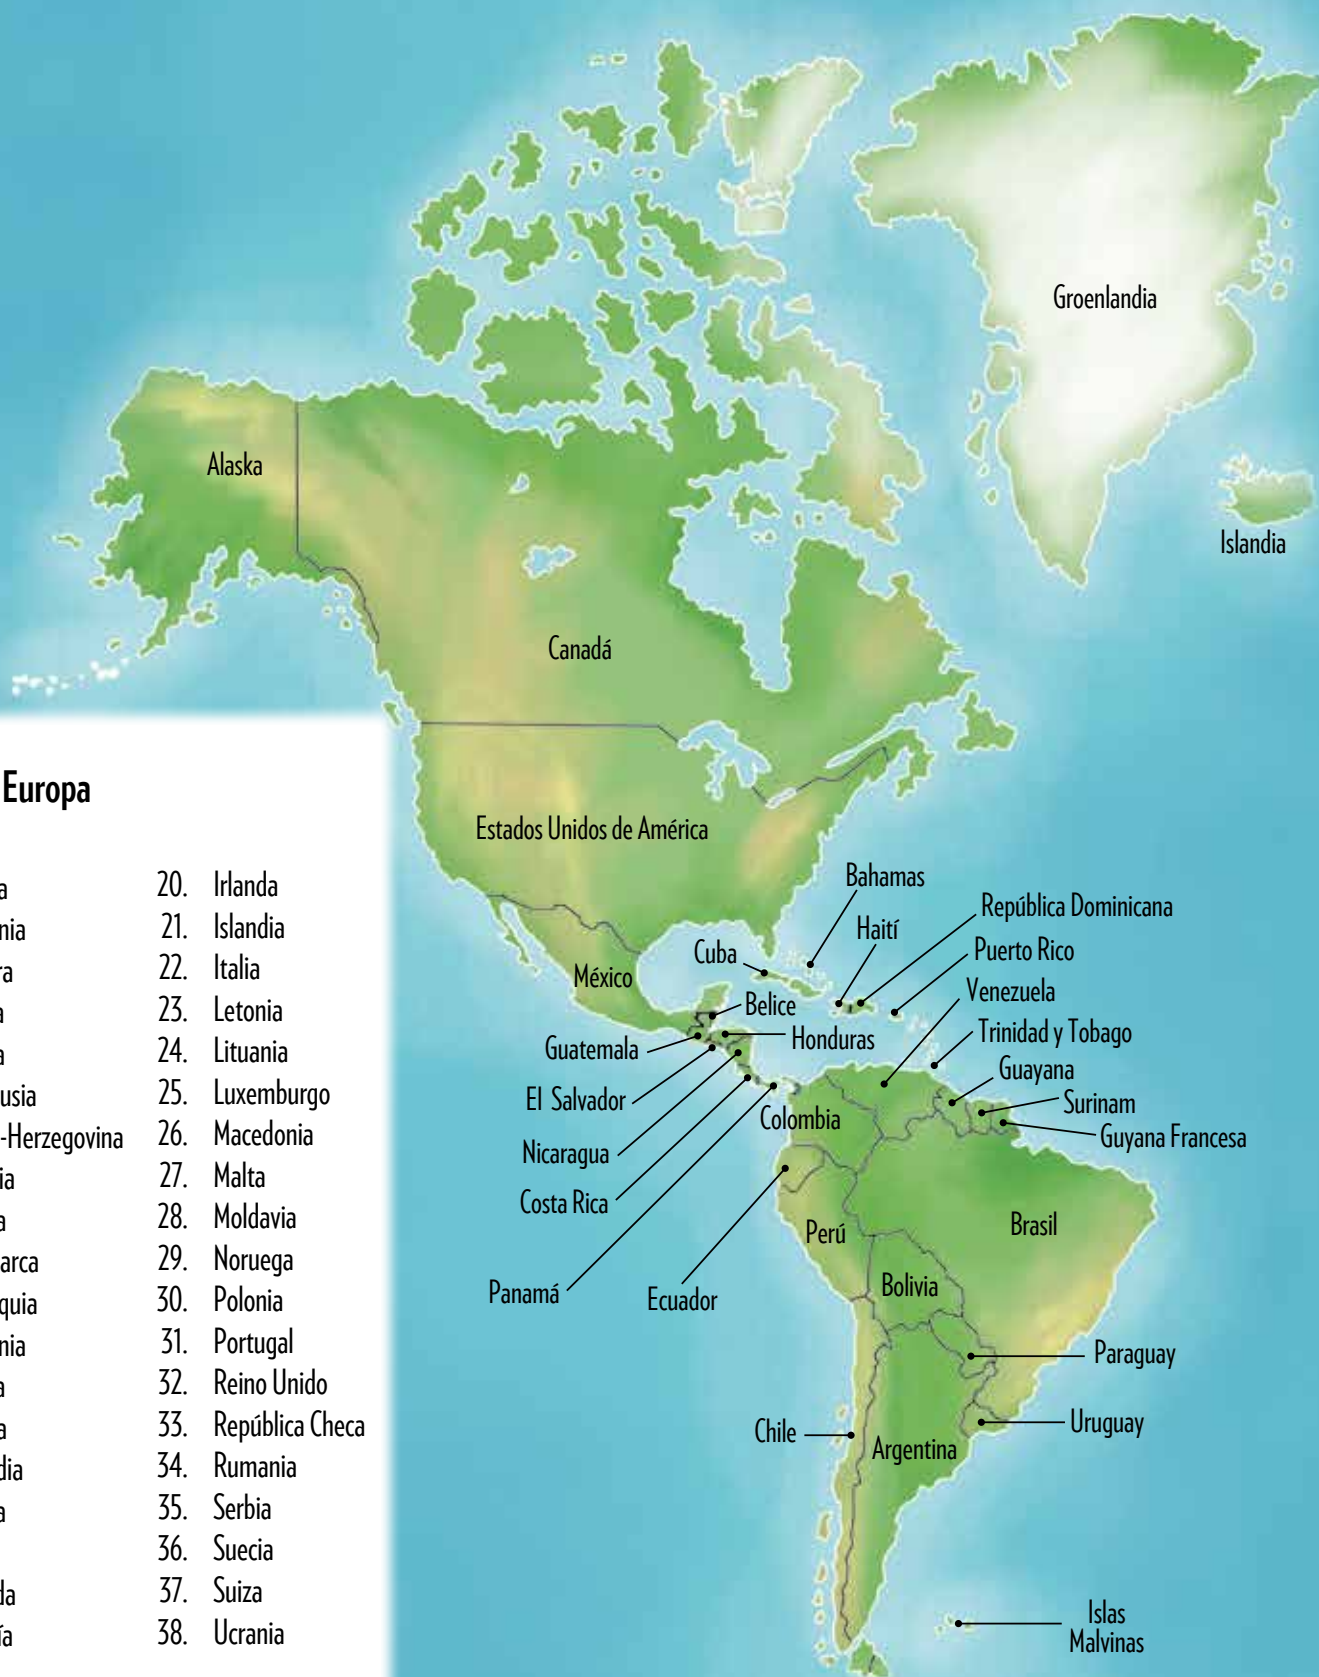 Groenlandia
Alaska
Islandia
Canadá
Europa
Estados Unidos de América
20. Irlanda
21. Islandia
22. Italia
23. Letonia
24. Lituania
25. Luxemburgo
-Herzegovina 26. Macedonia
27. Malta
28. Moldavia
29. Noruega
30. Polonia
31. Portugal
32. Reino Unido
33. República Checa
34. Rumania
35. Serbia
36. Suecia
37. Suiza
38. Ucrania
Bahamas
República Dominicana
Haití
Cuba
Puerto Rico
México
Venezuela
Belice
Trinidad y Tobago
Honduras
Guatemala
Guayana
El Salvador
Surinam
Colombia
Guyana Francesa
Nicaragua
Costa Rica
Brasil
Perú
Panamá
Ecuador
Bolivia
Paraguay
Chile
Uruguay
Argentina
Islas
Malvinas